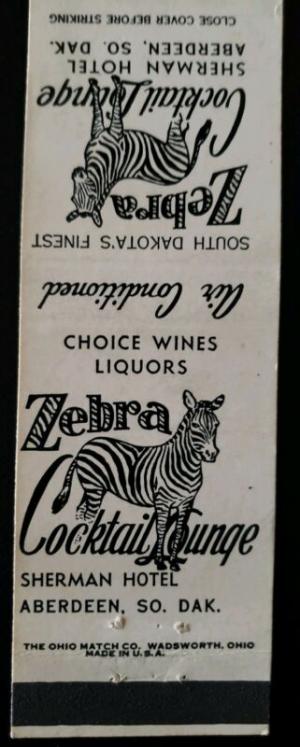 CLOSE COVER BEFORE STRIKING
ABERDEEN, SO. DAK.
SHERMAN HOTEL
Cocktail Lounge
Zebra
SOUTH DAKOTA'S FINEST
Air Conditioned
CHOICE WINES
LIQUORS
Zebra
Cocktail Lounge
SHERMAN HOTEL
ABERDEEN, SO. DAK.
THE OHIO MATCH CO. WADSWORTH, OHIO
MADE IN U.S.A.